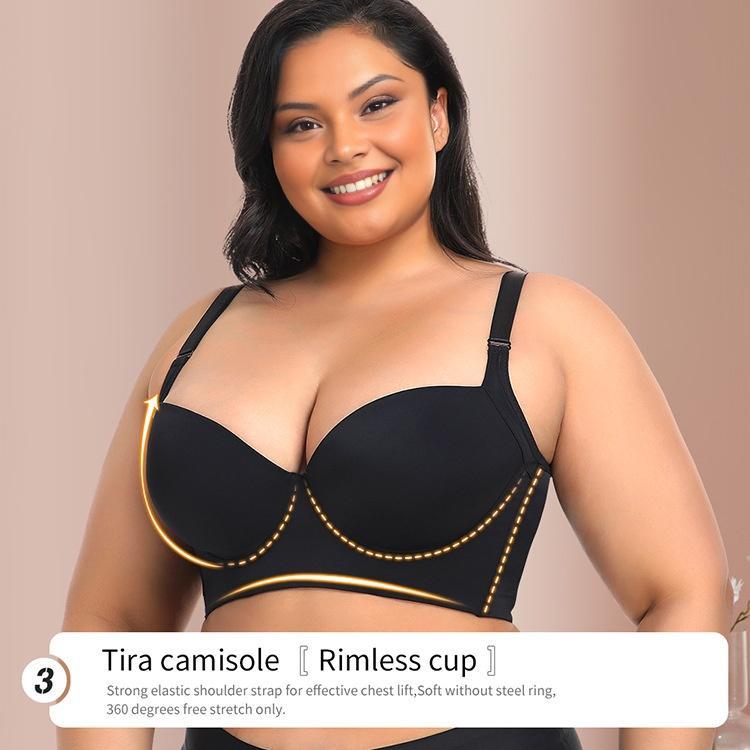 Tira camisole〚Rimless cup〛
3
Strong elastic shoulder strap for effective chest lift,Soft without steel ring,
360 degrees free stretch only.